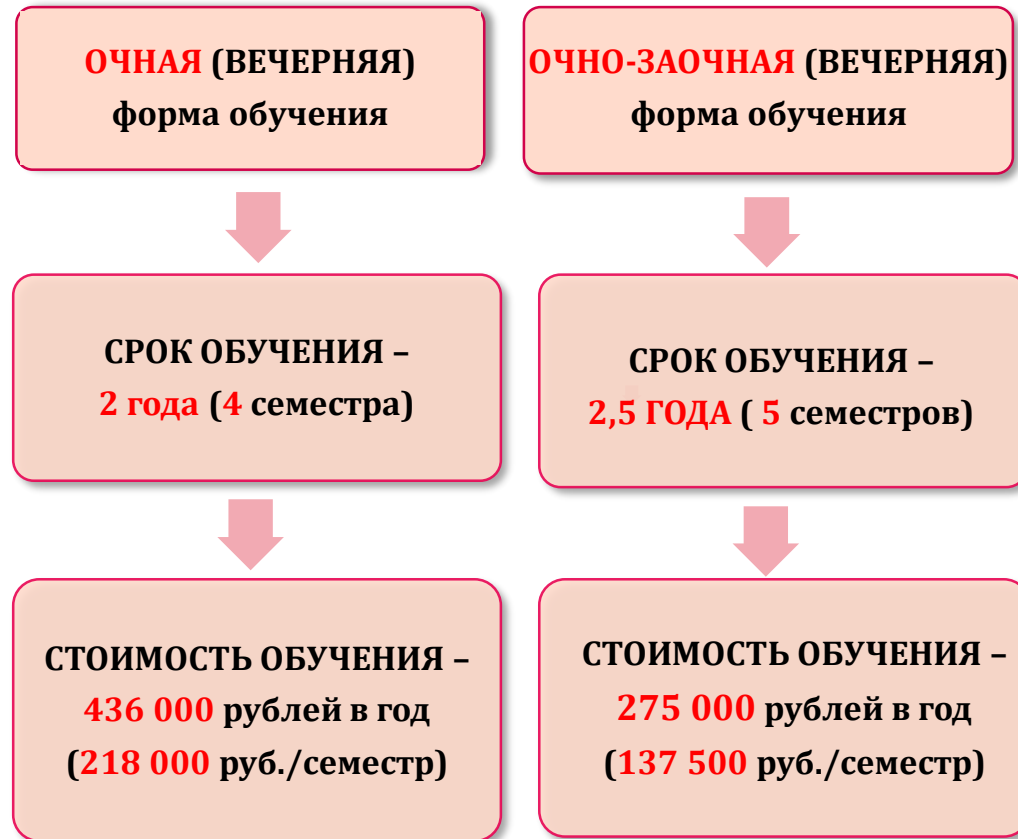 ОЧНАЯ (ВЕЧЕРНЯЯ)
форма обучения
СРОК ОБУЧЕНИЯ –
2 года (4 семестра)
СТОИМОСТЬ ОБУЧЕНИЯ –
436 000 рублей в год
(218 000 руб./семестр)
ОЧНО-ЗАОЧНАЯ (ВЕЧЕРНЯЯ)
форма обучения
СРОК ОБУЧЕНИЯ –
2,5 ГОДА ( 5 семестров)
СТОИМОСТЬ ОБУЧЕНИЯ –
275 000 рублей в год
(137 500 руб./семестр)